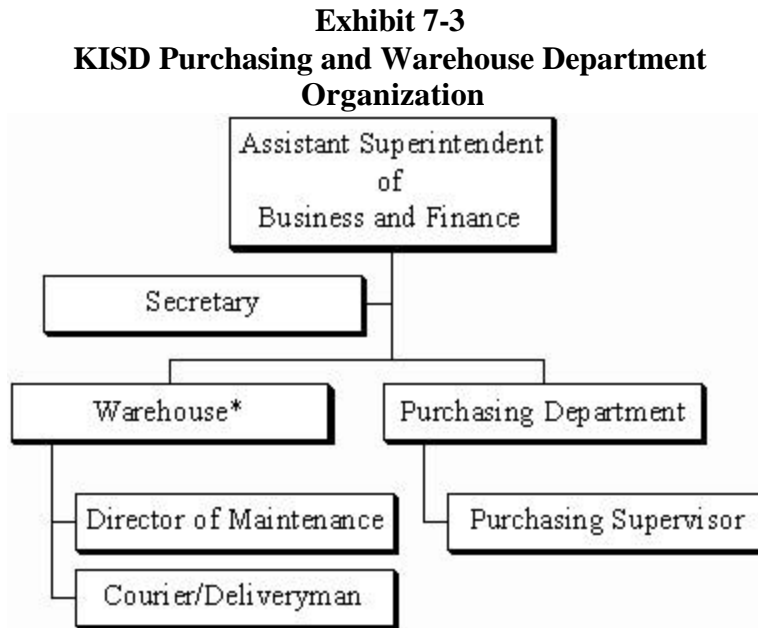 Exhibit 7-3
KISD Purchasing and Warehouse Department
Organization
Assistant Superintendent
of
Business and Finance
Secretary
Warehouse*
Purchasing Department
Director of Maintenance
Purchasing Supervisor
Courier/Deliveryman